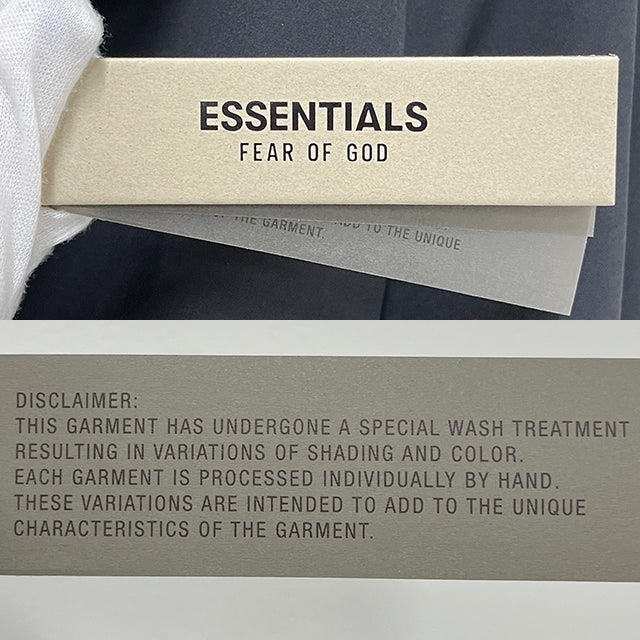 ESSENTIALS
FEAR OF GOD
ADD TO THE UNIQUE
OF THE GARMENT.
DISCLAIMER:
THIS GARMENT HAS UNDERGONE A SPECIAL WASH TREATMENT
RESULTING IN VARIATIONS OF SHADING AND COLOR.
EACH GARMENT IS PROCESSED INDIVIDUALLY BY HAND.
THESE VARIATIONS ARE INTENDED TO ADD TO THE UNIQUE
CHARACTERISTICS OF THE GARMENT.